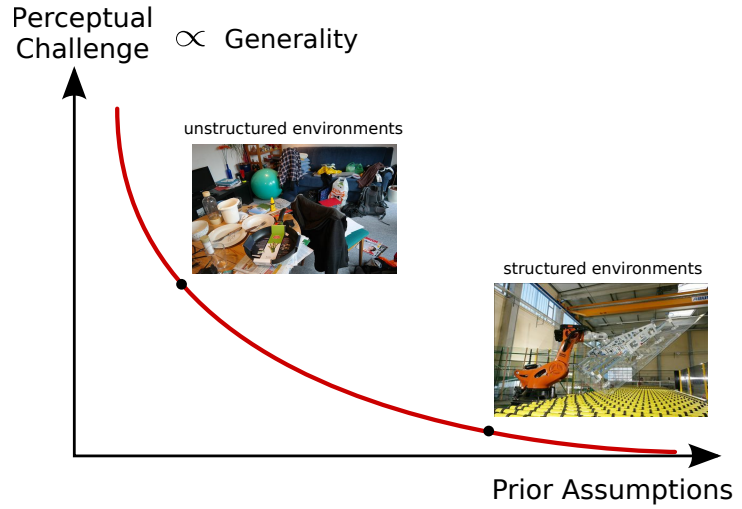 Perceptual
Challenge ∝ Generality
unstructured environments
structured environments
Prior Assumptions